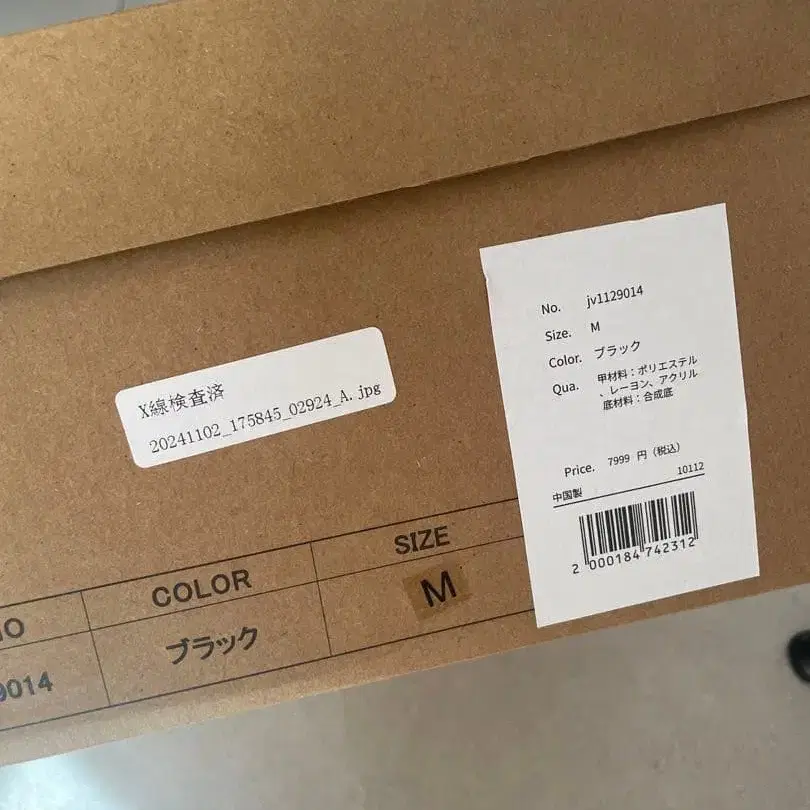 X線検査済
20241102_175845_02924_A.jpg
No. jv1129014
Size. M
Color. ブラック
Qua. 甲材料：ポリエステル
、レーヨン、アクリル
底材料：合成底
Price. 7999 円（税込）
10112
中国製
2 000184 742312
COLOR SIZE
9014 ブラック M